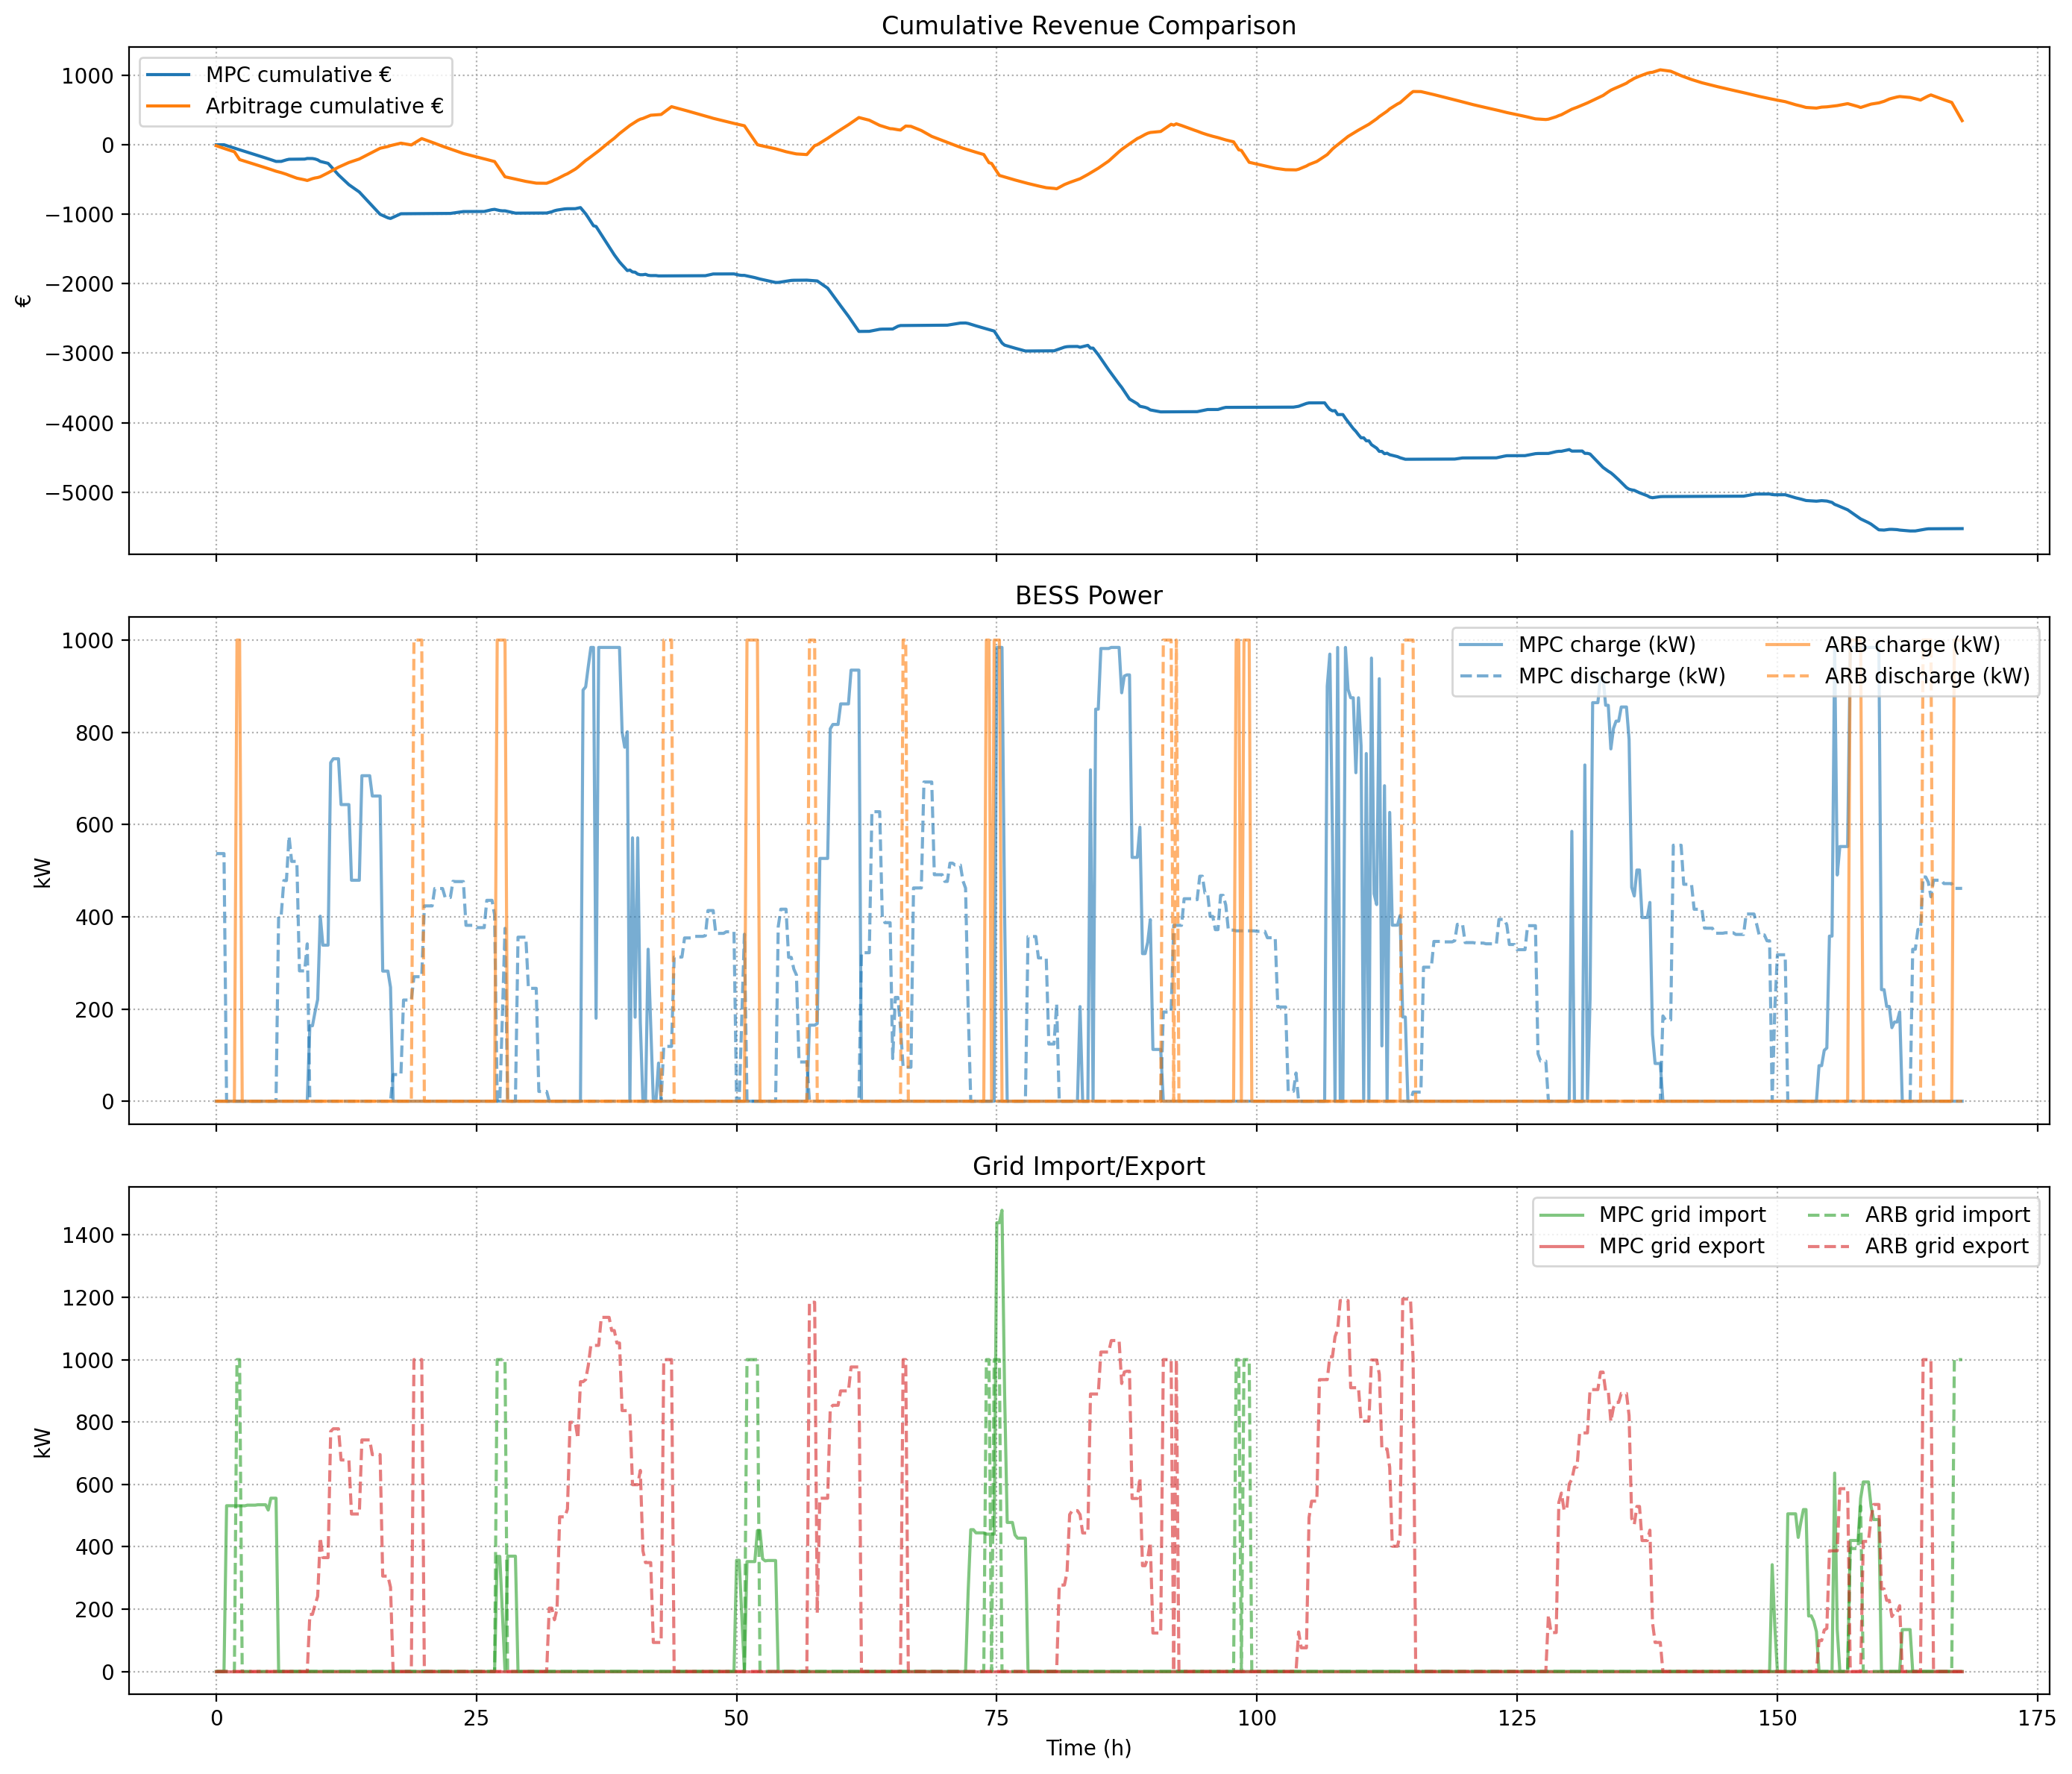 Cumulative Revenue Comparison
MPC cumulative €
Arbitrage cumulative €
1000
0
−1000
−2000
−3000
−4000
−5000
€
BESS Power
MPC charge (kW)
MPC discharge (kW)
ARB charge (kW)
ARB discharge (kW)
1000
800
600
400
200
0
kW
Grid Import/Export
MPC grid import
MPC grid export
ARB grid import
ARB grid export
1400
1200
1000
800
600
400
200
0
kW
0 25 50 75 100 125 150 175
Time (h)